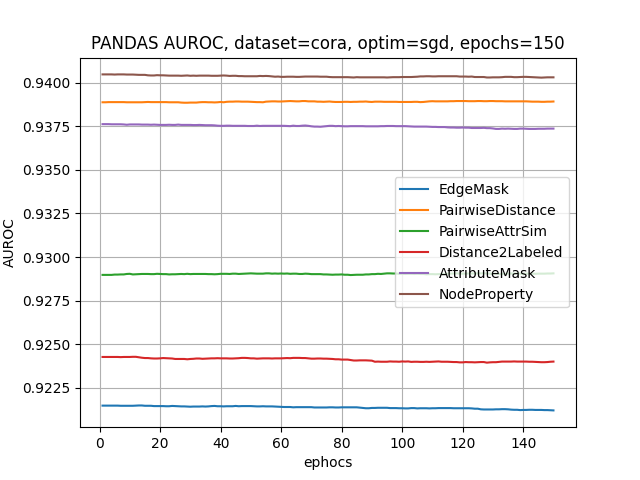 PANDAS AUROC, dataset=cora, optim=sgd, epochs=150
AUROC
0.9400
0.9375
0.9350
0.9325
0.9300
0.9275
0.9250
0.9225
EdgeMask
PairwiseDistance
PairwiseAttrSim
Distance2Labeled
AttributeMask
NodeProperty
0 20 40 60 80 100 120 140
ephocs